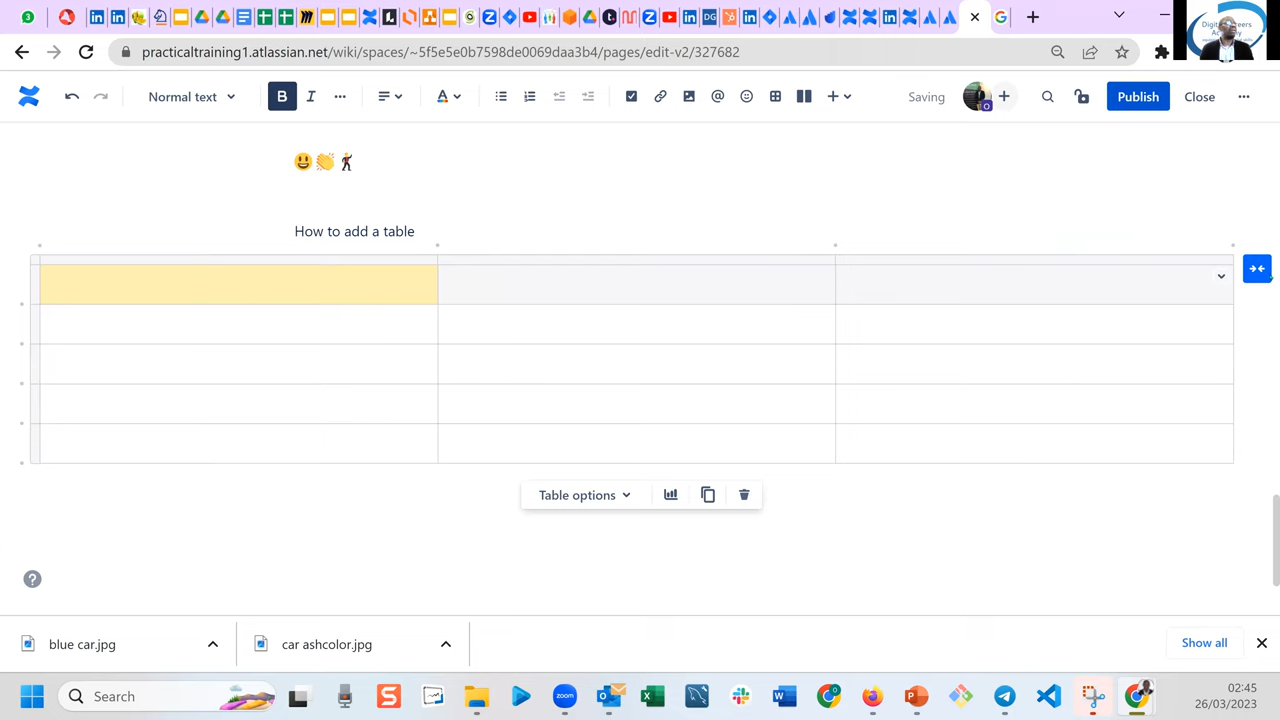 practicaltraining1.atlassian.net/wiki/spaces/~5f5e5e0b7598de0069daa3b4/pages/edit-v2/327682
Normal text
B
I
A
Saving
Publish
Close
How to add a table
Table options
?
blue car.jpg
car ashcolor.jpg
Show all
Search
zoom
02:45
26/03/2023